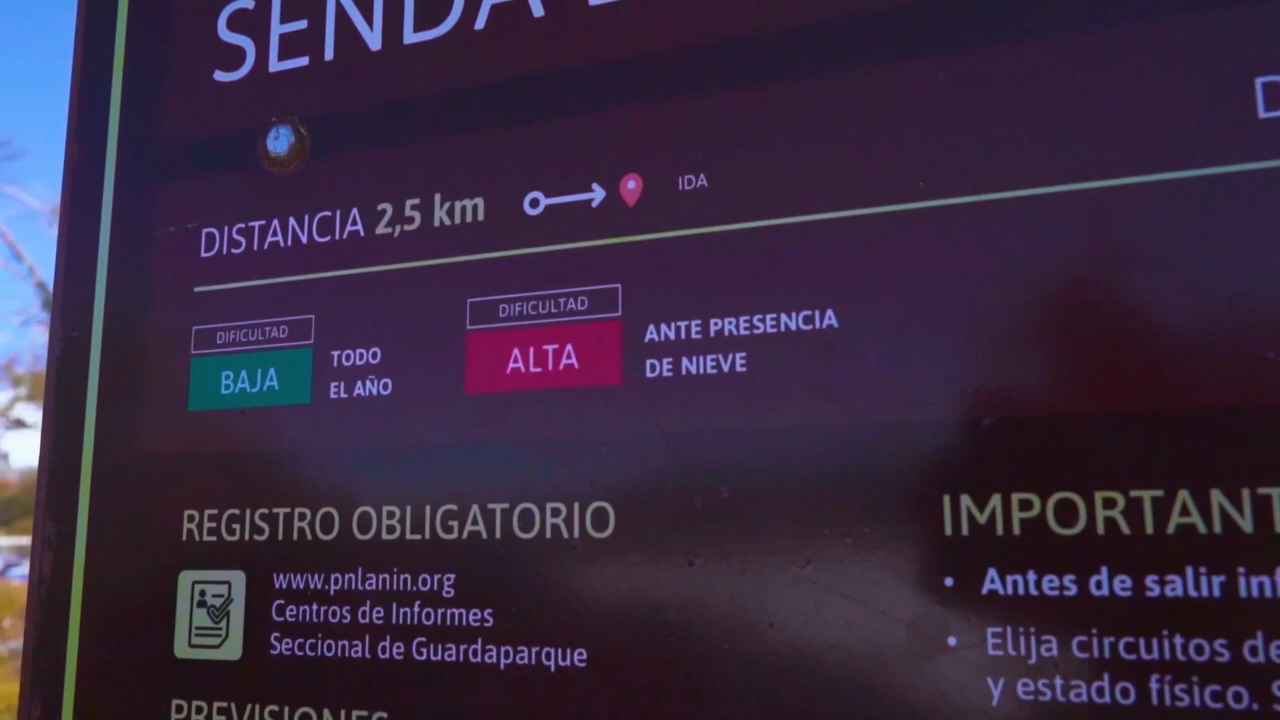 SENDA
DISTANCIA 2,5 km IDA
DIFICULTAD
BAJA
TODO
EL AÑO
DIFICULTAD
ALTA
ANTE PRESENCIA
DE NIEVE
REGISTRO OBLIGATORIO
www.pnlanin.org
Centros de Informes
Seccional de Guardaparque
PREVISIONES
IMPORTANT
• Antes de salir
• Elija circuitos de
y estado físico.